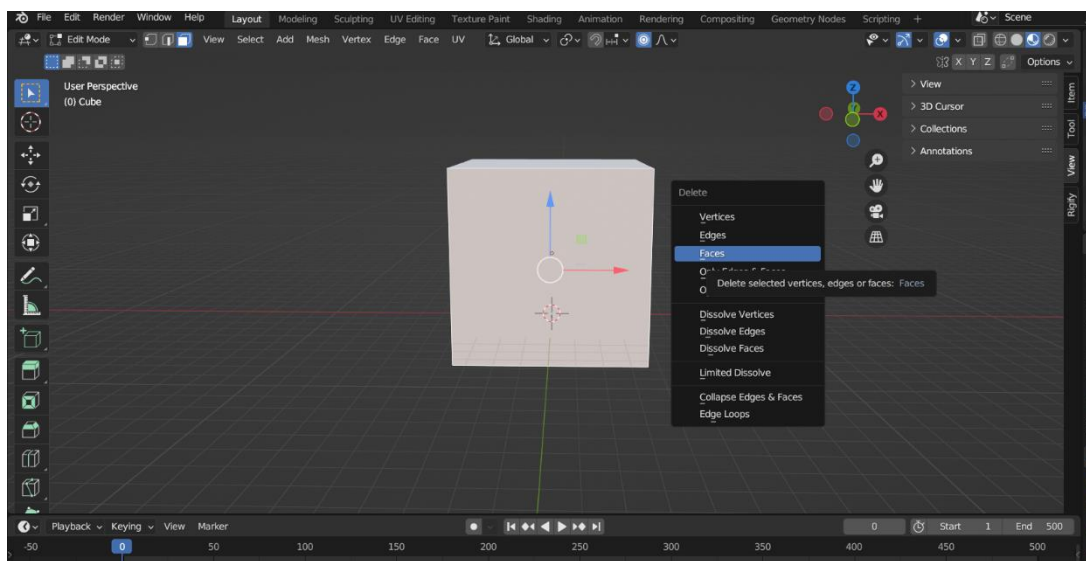 File Edit Render Window Help Layout Modeling Sculpting UV Editing Texture Paint Shading Animation Rendering Compositing Geometry Nodes Scripting + Scene
Edit Mode View Select Add Mesh Vertex Edge Face UV Global
X Y Z Options
User Perspective
(0) Cube
Z
Y
X
> View
> 3D Cursor
> Collections
> Annotations
Item
Tool
View
Rigify
Delete
Vertices
Edges
Faces
Only Edges & Faces
O
Delete selected vertices, edges or faces: Faces
Dissolve Vertices
Dissolve Edges
Dissolve Faces
Limited Dissolve
Collapse Edges & Faces
Edge Loops
Playback Keying View Marker 0 Start 1 End 500
-50 0 50 100 150 200 250 300 350 400 450 500